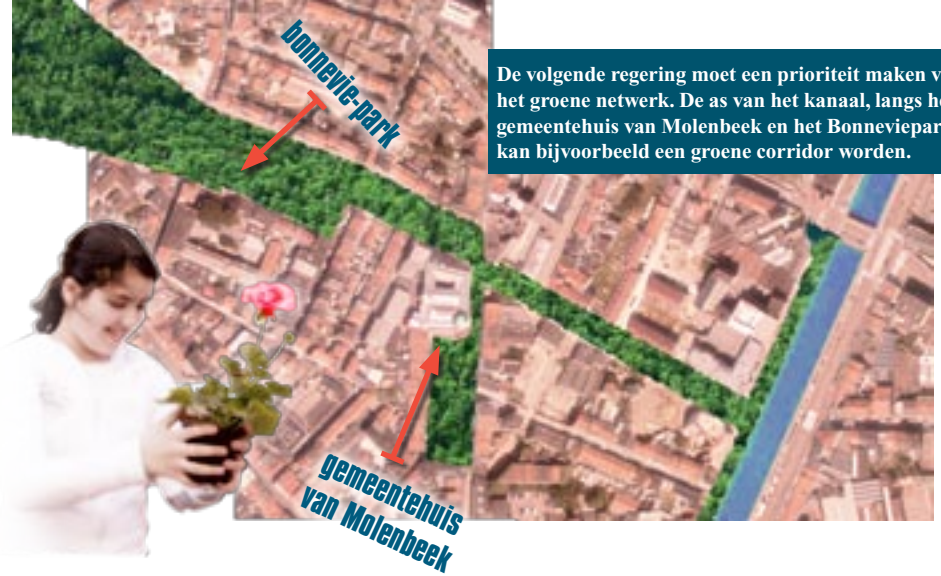 bonnevie-park
De volgende regering moet een prioriteit maken v
het groene netwerk. De as van het kanaal, langs he
gemeentehuis van Molenbeek en het Bonneviepar
kan bijvoorbeeld een groene corridor worden.
gemeentehuis
van Molenbeek